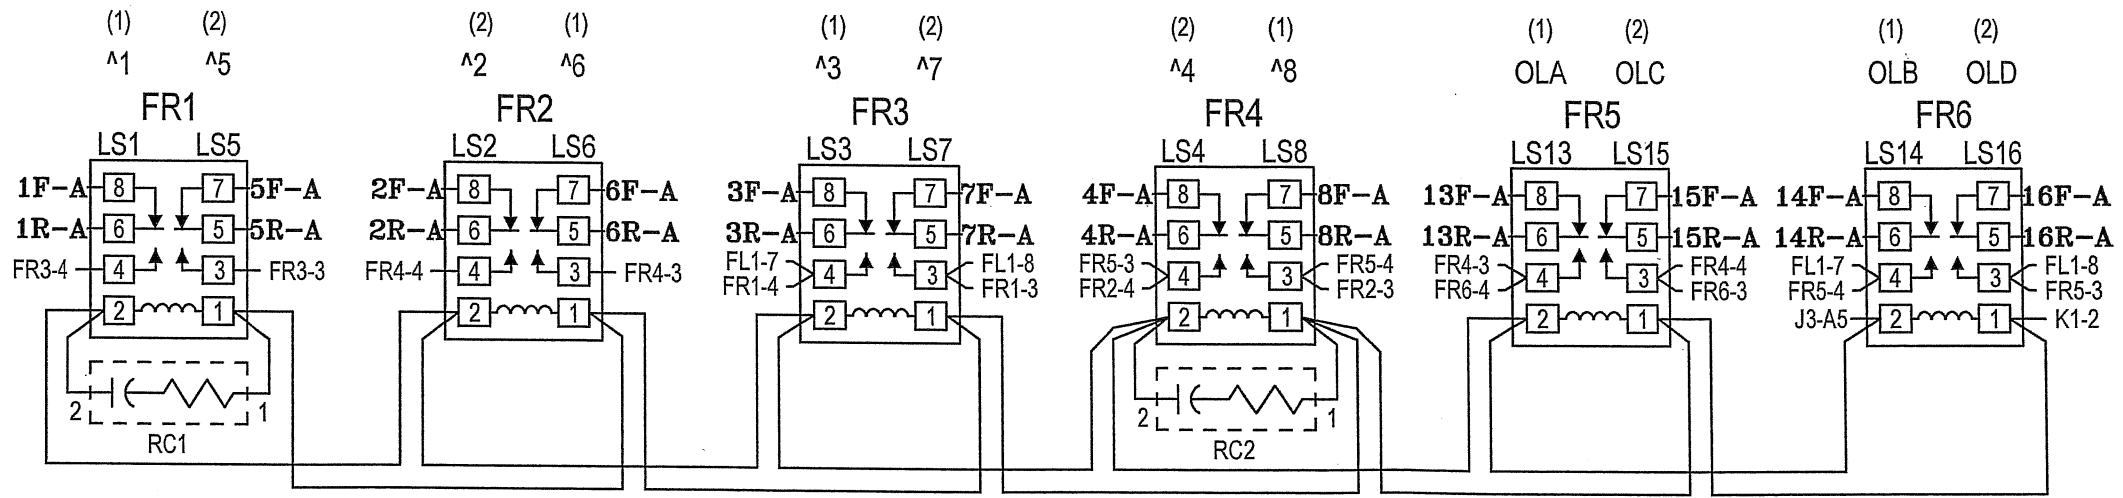 (1) (2) (2) (1) (1) (2) (2) (1) (1) (2) (1) (2)
^1 ^5 ^2 ^6 ^3 ^7 ^4 ^8 OLA OLC OLB OLD
FR1 FR2 FR3 FR4 FR5 FR6
LS1 LS5 LS2 LS6 LS3 LS7 LS4 LS8 LS13 LS15 LS14 LS16
1F-A 8 7 5F-A 2F-A 8 7 6F-A 3F-A 8 7 7F-A 4F-A 8 7 8F-A 13F-A 8 7 15F-A 14F-A 8 7 16F-A
1R-A 6 5 5R-A 2R-A 6 5 6R-A 3R-A 6 5 7R-A 4R-A 6 5 8R-A 13R-A 6 5 15R-A 14R-A 6 5 16R-A
FL1-7 FL1-8 FR5-3 FR5-4 FR4-3 FR4-4 FL1-7 FL1-8
FR3-4 4 3 FR3-3 FR4-4 4 3 FR4-3 4 3 4 3 4 3 4 3
FR1-4 FR1-3 FR2-4 FR2-3 FR6-4 FR6-3 FR5-4 FR5-3
2 1 2 1 2 1 2 1 2 1 J3-A5 2 1 K1-2
2 1 2 1
RC1 RC2